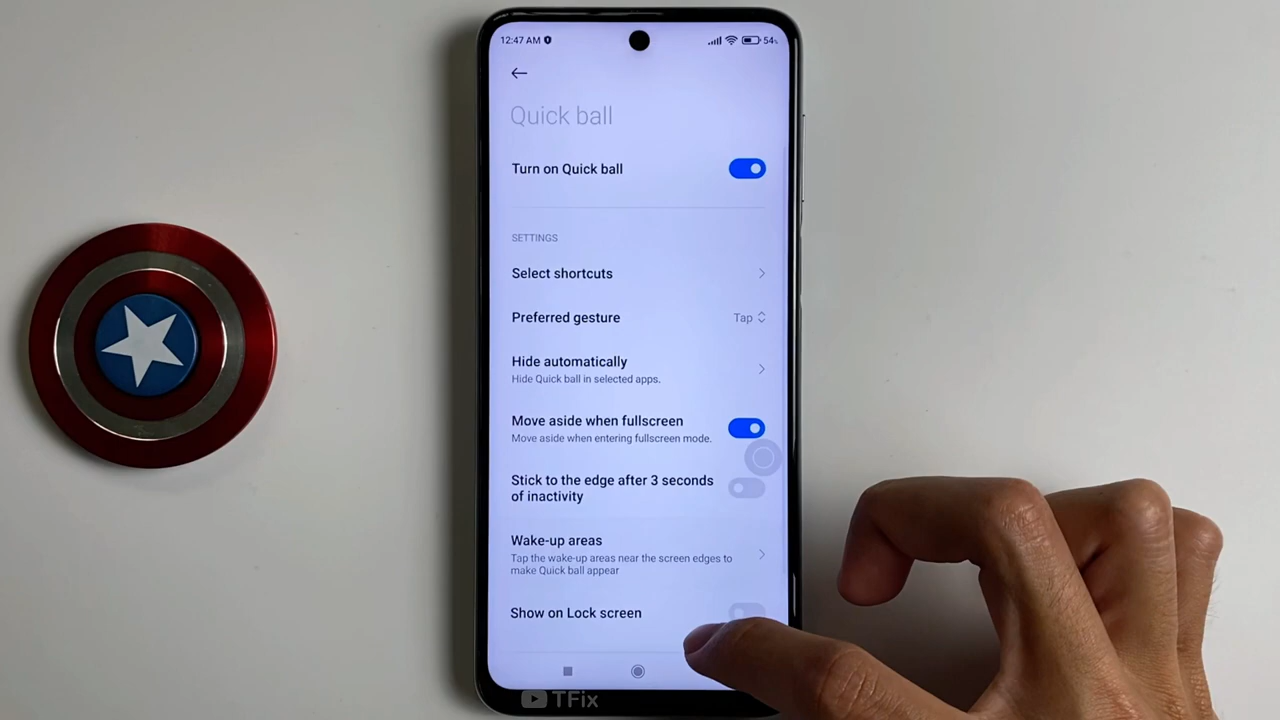 12:47 AM
54%
Quick ball
Turn on Quick ball
SETTINGS
Select shortcuts
Preferred gesture
Tap
Hide automatically
Hide Quick ball in selected apps.
Move aside when fullscreen
Move aside when entering fullscreen mode.
Stick to the edge after 3 seconds
of inactivity
Wake-up areas
Tap the wake-up areas near the screen edges to
make Quick ball appear
Show on Lock screen
TFix